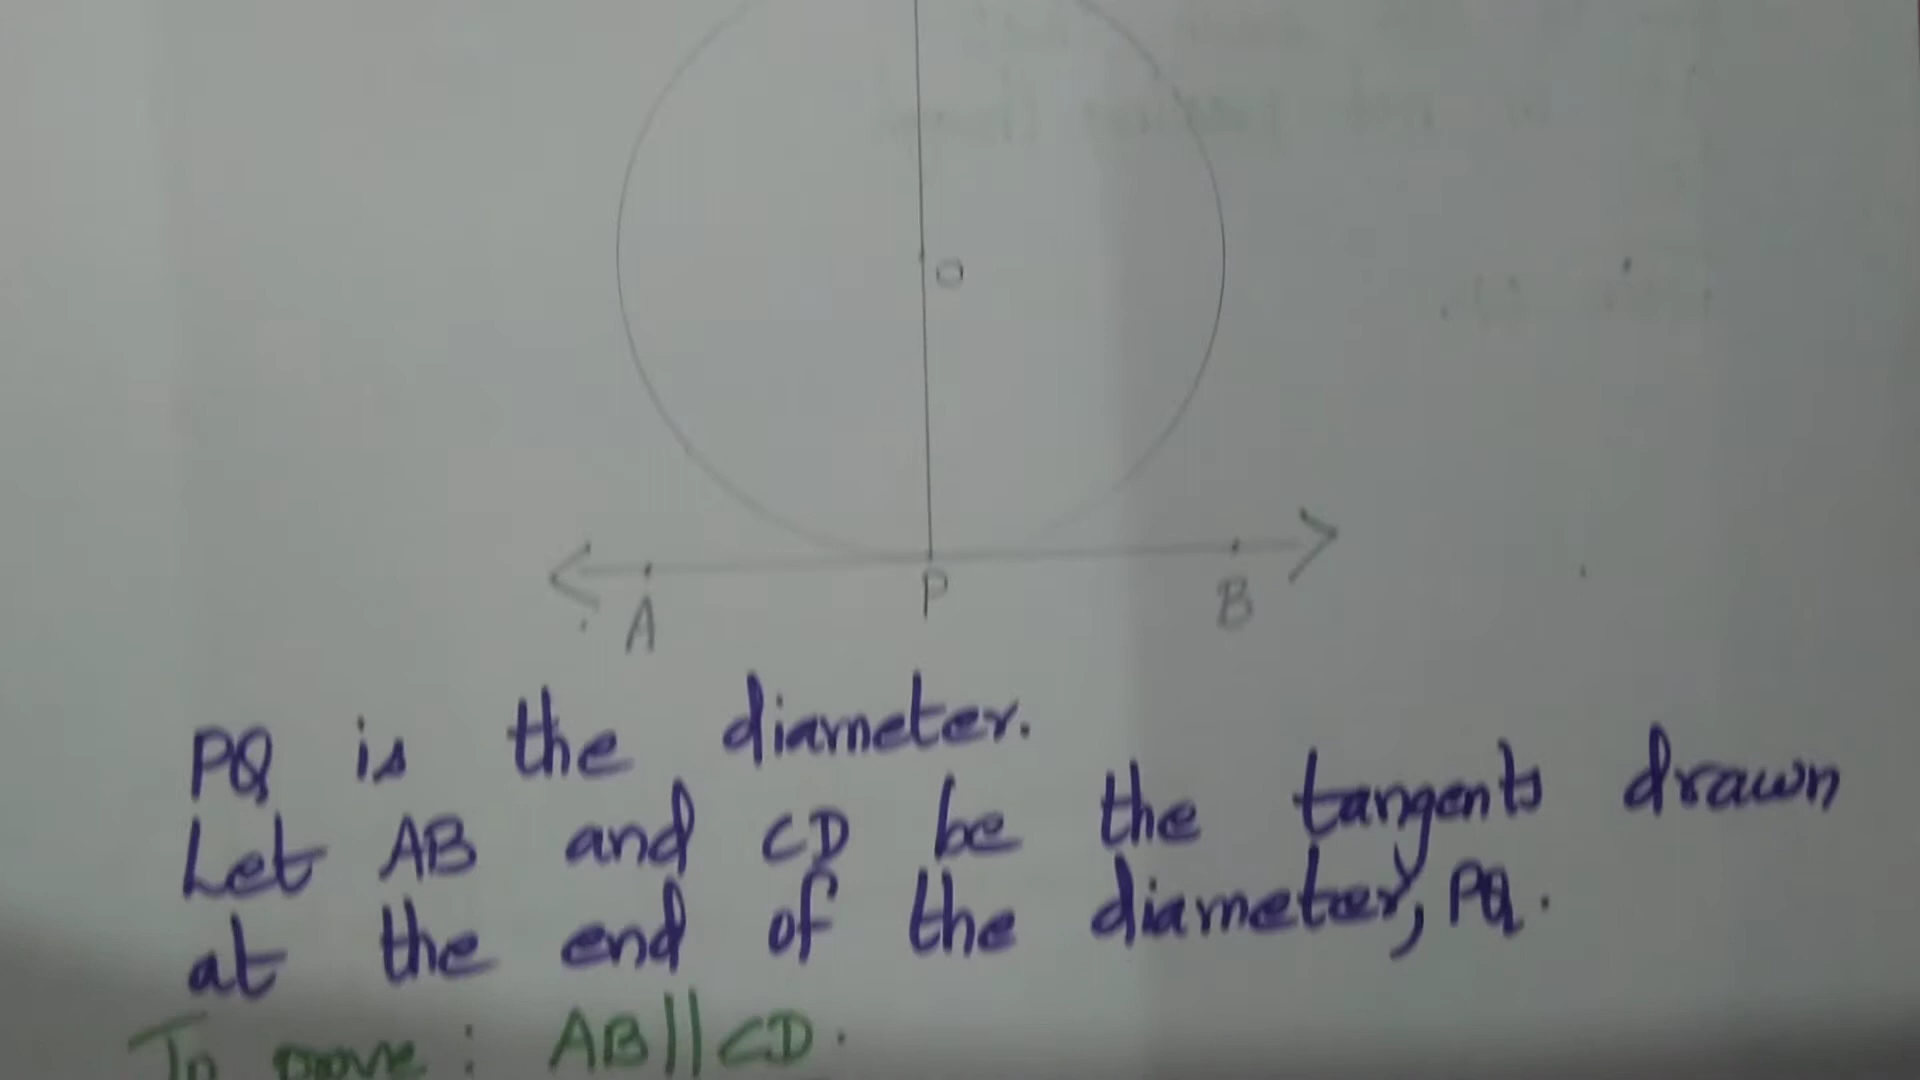 O
A P B
PQ is the diameter.
Let AB and CD be the tangents drawn
at the end of the diameter, PQ.
To prove: AB||CD.